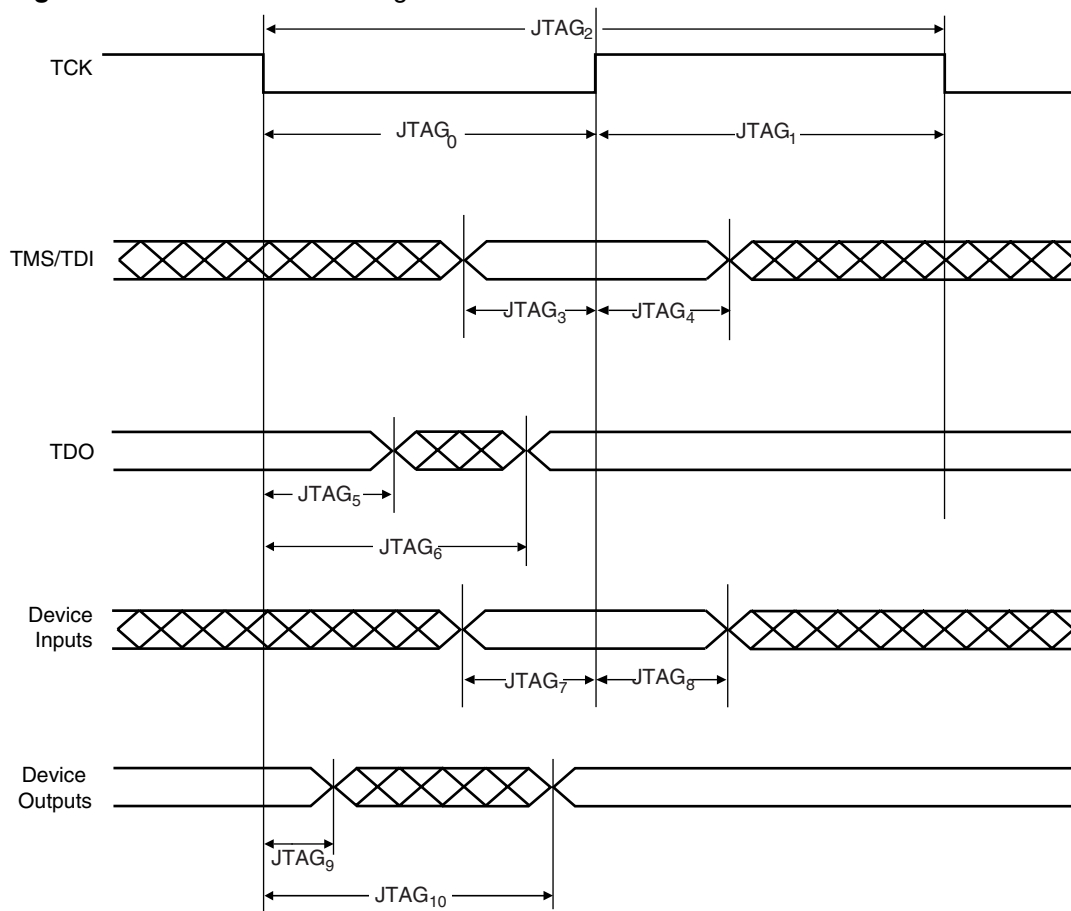 JTAG₂
TCK
JTAG₀
JTAG₁
TMS/TDI
JTAG₃
JTAG₄
TDO
JTAG₅
JTAG₆
Device
Inputs
JTAG₇
JTAG₈
Device
Outputs
JTAG₉
JTAG₁₀